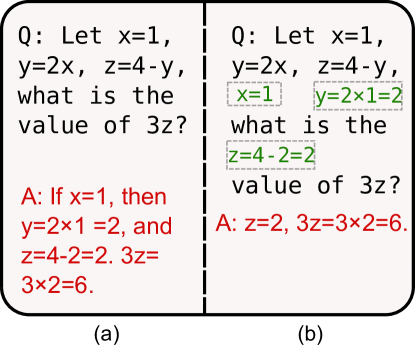 Q: Let x=1,
y=2x, z=4-y,
what is the
value of 3z?
A: If x=1, then
y=2×1 =2, and
z=4-2=2. 3z=
3×2=6.
(a)
Q: Let x=1,
y=2x, z=4-y,
x=1 y=2×1=2
what is the
z=4-2=2
value of 3z?
A: z=2, 3z=3×2=6.
(b)